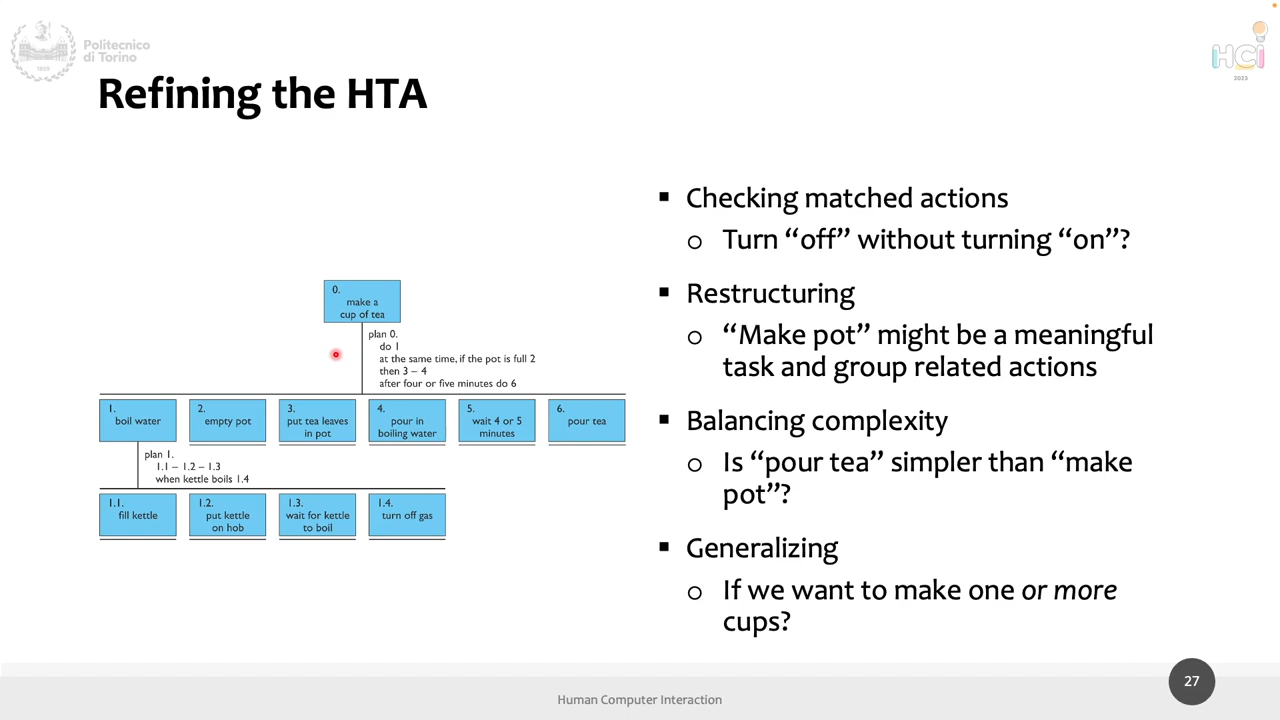 Politecnico
di Torino
1859
HCI
2023
Refining the HTA
0.
make a
cup of tea
plan 0.
do 1
at the same time, if the pot is full 2
then 3 – 4
after four or five minutes do 6
1.
boil water
2.
empty pot
3.
put tea leaves
in pot
4.
pour in
boiling water
5.
wait 4 or 5
minutes
6.
pour tea
plan 1.
1.1 – 1.2 – 1.3
when kettle boils 1.4
1.1.
fill kettle
1.2.
put kettle
on hob
1.3.
wait for kettle
to boil
1.4.
turn off gas
▪ Checking matched actions
o Turn “off” without turning “on”?
▪ Restructuring
o “Make pot” might be a meaningful
task and group related actions
▪ Balancing complexity
o Is “pour tea” simpler than “make
pot”?
▪ Generalizing
o If we want to make one or more
cups?
Human Computer Interaction
27